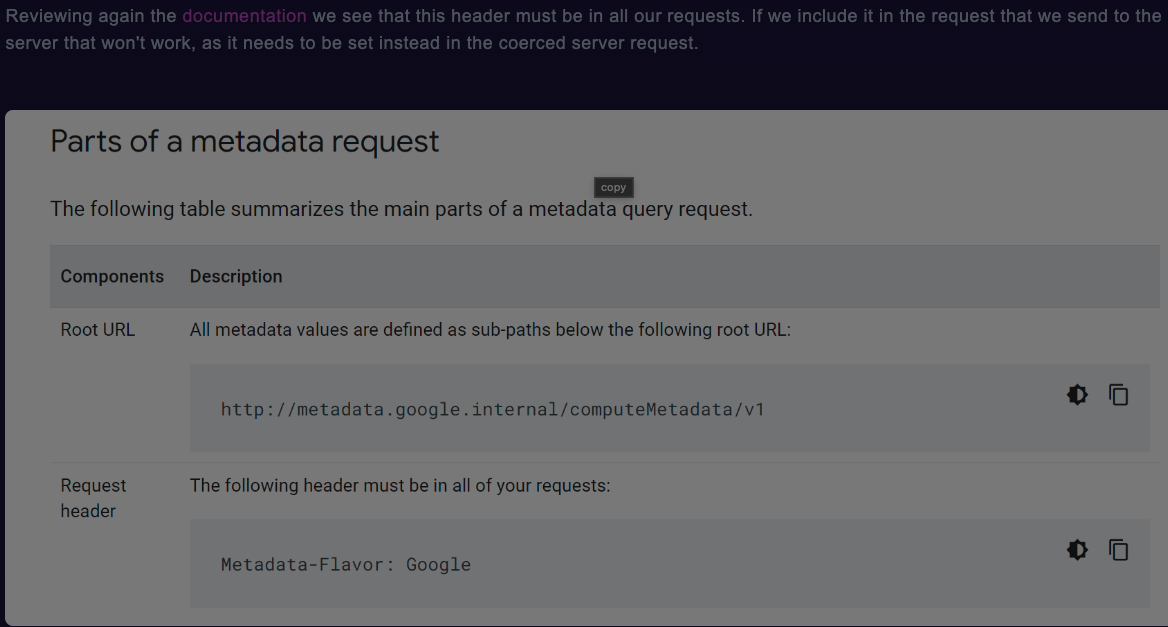 Reviewing again the documentation we see that this header must be in all our requests. If we include it in the request that we send to the
server that won't work, as it needs to be set instead in the coerced server request.
Parts of a metadata request
copy
The following table summarizes the main parts of a metadata query request.
Components Description
Root URL All metadata values are defined as sub-paths below the following root URL:
http://metadata.google.internal/computeMetadata/v1
Request The following header must be in all of your requests:
header
Metadata-Flavor: Google